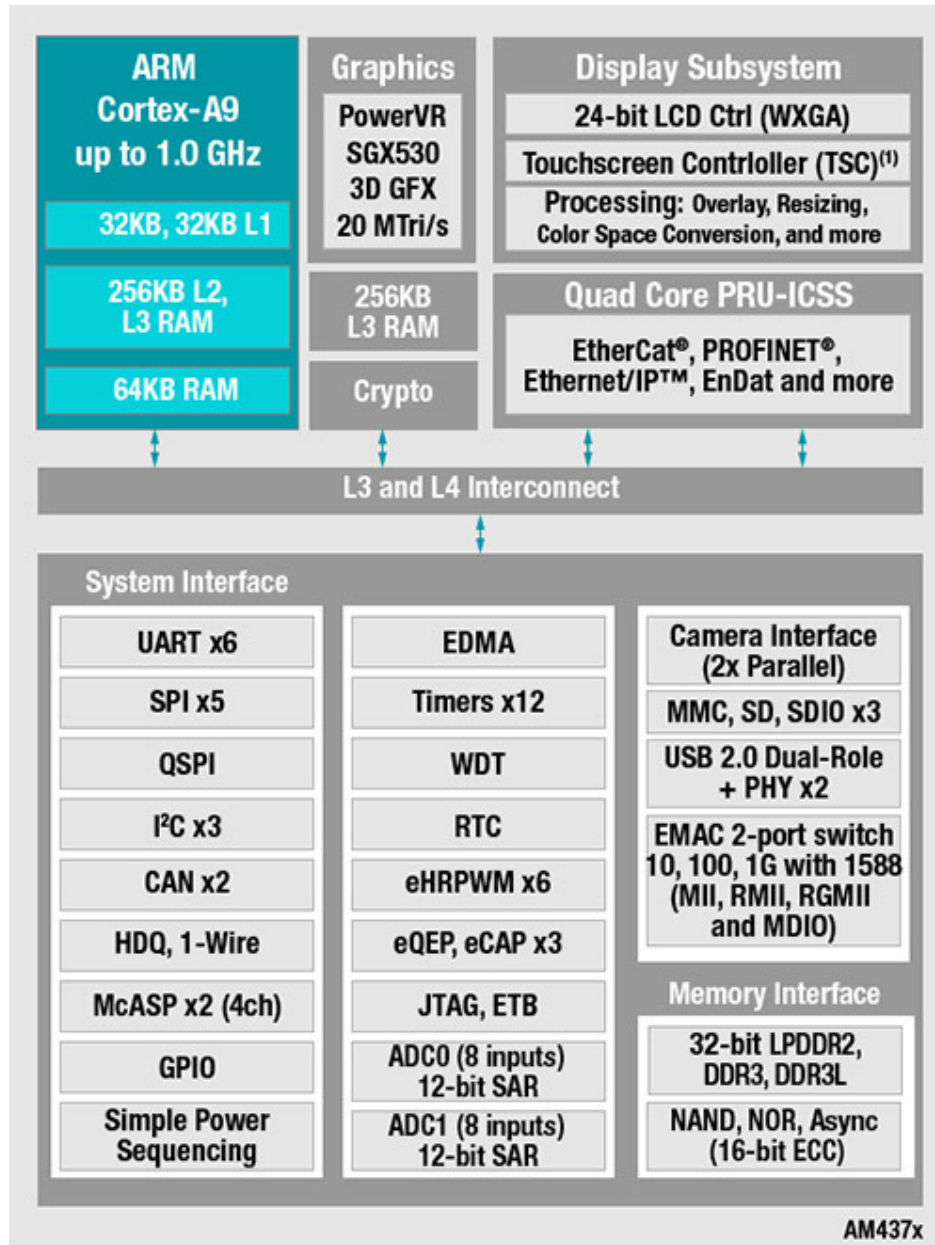 ARM
Cortex-A9
up to 1.0 GHz
32KB, 32KB L1
256KB L2,
L3 RAM
64KB RAM
Graphics
PowerVR
SGX530
3D GFX
20 MTri/s
256KB
L3 RAM
Crypto
Display Subsystem
24-bit LCD Ctrl (WXGA)
Touchscreen Contrloller (TSC)⁽¹⁾
Processing: Overlay, Resizing,
Color Space Conversion, and more
Quad Core PRU-ICSS
EtherCat®, PROFINET®,
Ethernet/IP™, EnDat and more
L3 and L4 Interconnect
System Interface
UART x6
SPI x5
QSPI
I²C x3
CAN x2
HDQ, 1-Wire
McASP x2 (4ch)
GPIO
Simple Power
Sequencing
EDMA
Timers x12
WDT
RTC
eHRPWM x6
eQEP, eCAP x3
JTAG, ETB
ADC0 (8 inputs)
12-bit SAR
ADC1 (8 inputs)
12-bit SAR
Camera Interface
(2x Parallel)
MMC, SD, SDIO x3
USB 2.0 Dual-Role
+ PHY x2
EMAC 2-port switch
10, 100, 1G with 1588
(MII, RMII, RGMII
and MDIO)
Memory Interface
32-bit LPDDR2,
DDR3, DDR3L
NAND, NOR, Async
(16-bit ECC)
AM437x